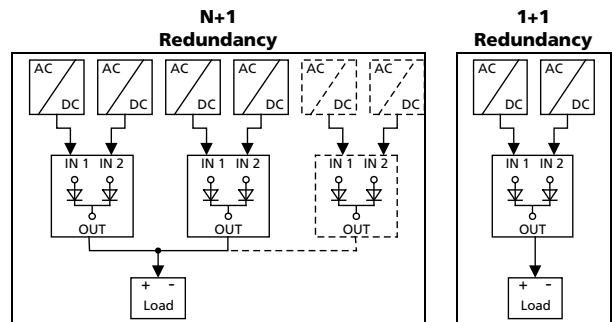 N+1
Redundancy
1+1
Redundancy
AC DC AC DC AC DC AC DC AC DC AC DC
AC DC AC DC
IN 1 IN 2 IN 1 IN 2 IN 1 IN 2
IN 1 IN 2
OUT OUT OUT
OUT
+ -
Load
+ -
Load